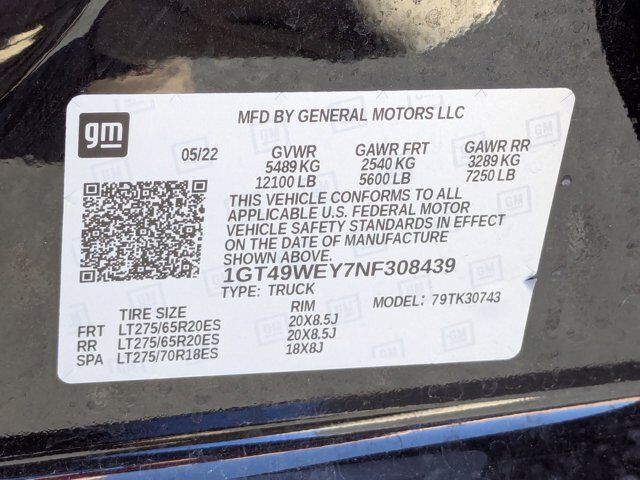 gm
MFD BY GENERAL MOTORS LLC
05/22 GVWR GAWR FRT GAWR RR
5489 KG 2540 KG 3289 KG
12100 LB 5600 LB 7250 LB
THIS VEHICLE CONFORMS TO ALL
APPLICABLE U.S. FEDERAL MOTOR
VEHICLE SAFETY STANDARDS IN EFFECT
ON THE DATE OF MANUFACTURE
SHOWN ABOVE.
1GT49WEY7NF308439
TYPE: TRUCK MODEL: 79TK30743
TIRE SIZE RIM
FRT LT275/65R20ES 20X8.5J
RR LT275/65R20ES 20X8.5J
SPA LT275/70R18ES 18X8J